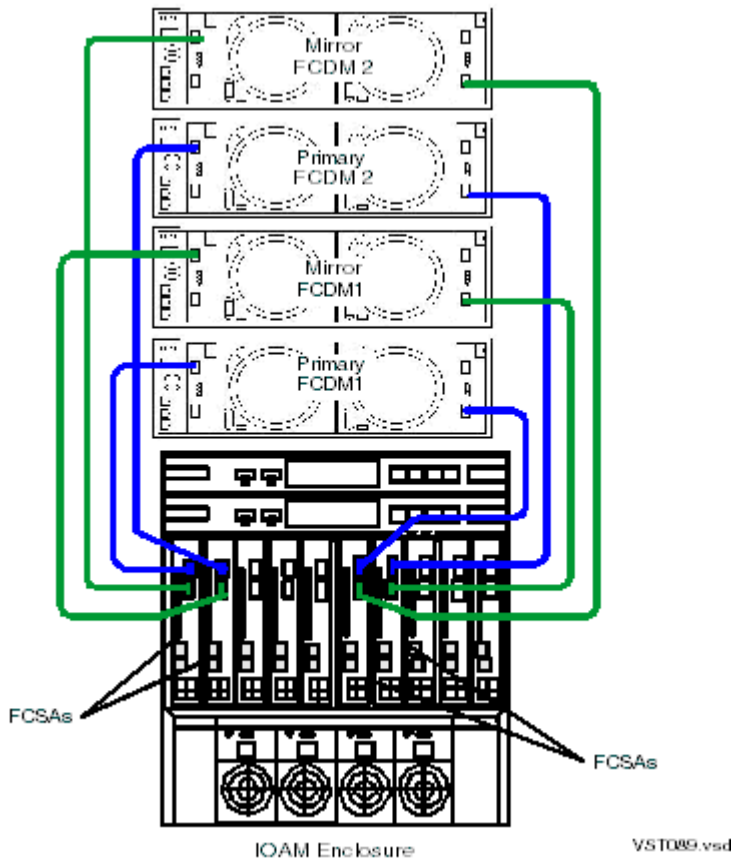 Mirror
FCDM 2
Primary
FCDM 2
Mirror
FCDM1
Primary
FCDM1
FCSAs
FCSAs
IOAM Enclosure
VST089.vsd